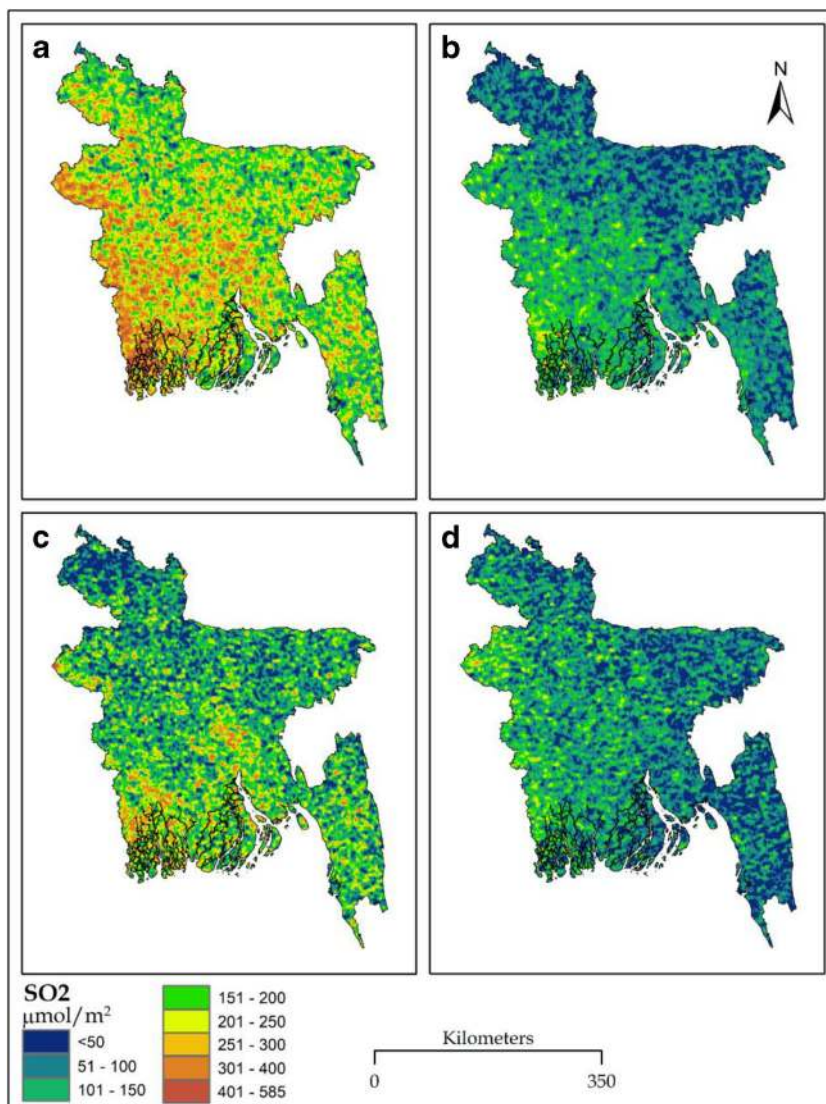 a
b
N
c
d
SO2
µmol/m²
<50
51 - 100
101 - 150
151 - 200
201 - 250
251 - 300
301 - 400
401 - 585
Kilometers
0 350